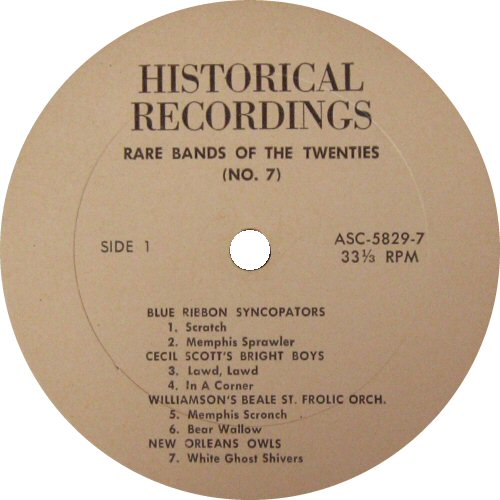 HISTORICAL
RECORDINGS
RARE BANDS OF THE TWENTIES
(NO. 7)
SIDE 1
ASC-5829-7
33⅓ RPM
BLUE RIBBON SYNCOPATORS
1. Scratch
2. Memphis Sprawler
CECIL SCOTT'S BRIGHT BOYS
3. Lawd, Lawd
4. In A Corner
WILLIAMSON'S BEALE ST. FROLIC ORCH.
5. Memphis Scronch
6. Bear Wallow
NEW ORLEANS OWLS
7. White Ghost Shivers